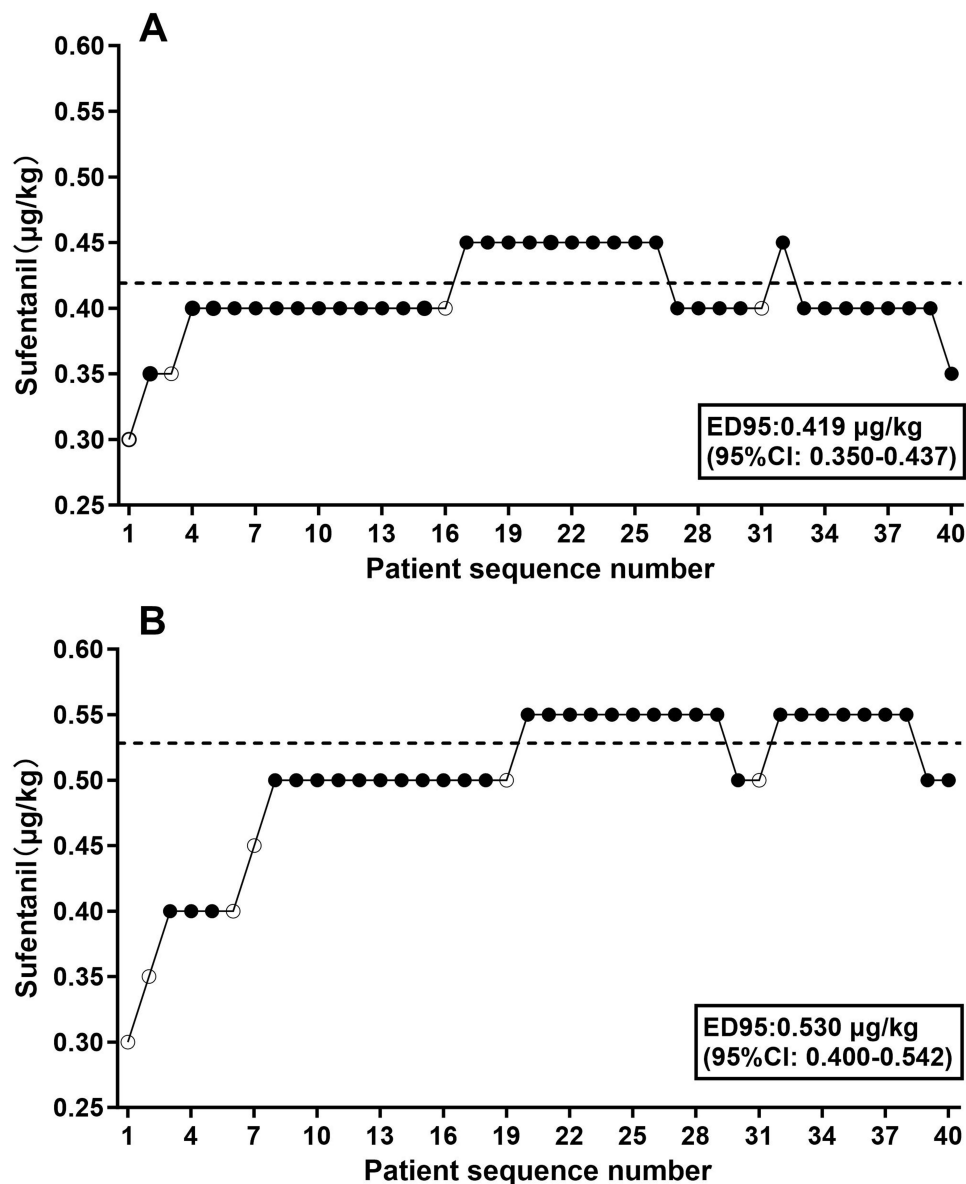 A
0.60
0.55
0.50
0.45
0.40
0.35
0.30
0.25
Sufentanil（μg/kg）
ED95:0.419 μg/kg
(95%CI: 0.350-0.437)
1 4 7 10 13 16 19 22 25 28 31 34 37 40
Patient sequence number
B
0.60
0.55
0.50
0.45
0.40
0.35
0.30
0.25
Sufentanil（μg/kg）
ED95:0.530 μg/kg
(95%CI: 0.400-0.542)
1 4 7 10 13 16 19 22 25 28 31 34 37 40
Patient sequence number